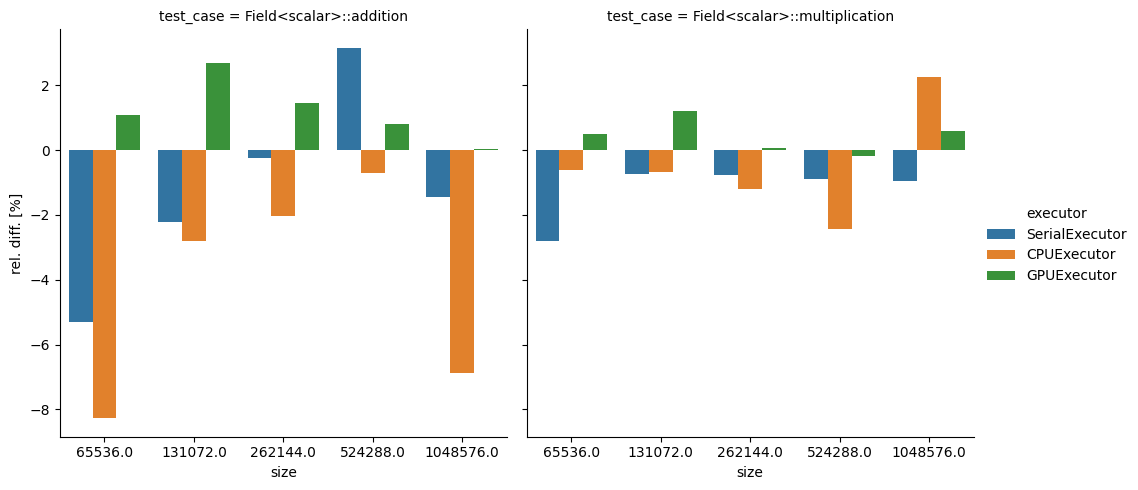 test_case = Field<scalar>::addition
test_case = Field<scalar>::multiplication
rel. diff. [%]
2
0
−2
−4
−6
−8
65536.0 131072.0 262144.0 524288.0 1048576.0
size
65536.0 131072.0 262144.0 524288.0 1048576.0
size
executor
SerialExecutor
CPUExecutor
GPUExecutor